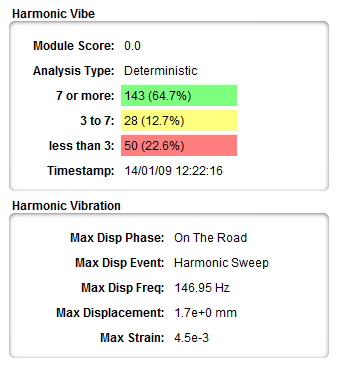 Harmonic Vibe
Module Score: 0.0
Analysis Type: Deterministic
7 or more: 143 (64.7%)
3 to 7: 28 (12.7%)
less than 3: 50 (22.6%)
Timestamp: 14/01/09 12:22:16
Harmonic Vibration
Max Disp Phase: On The Road
Max Disp Event: Harmonic Sweep
Max Disp Freq: 146.95 Hz
Max Displacement: 1.7e+0 mm
Max Strain: 4.5e-3